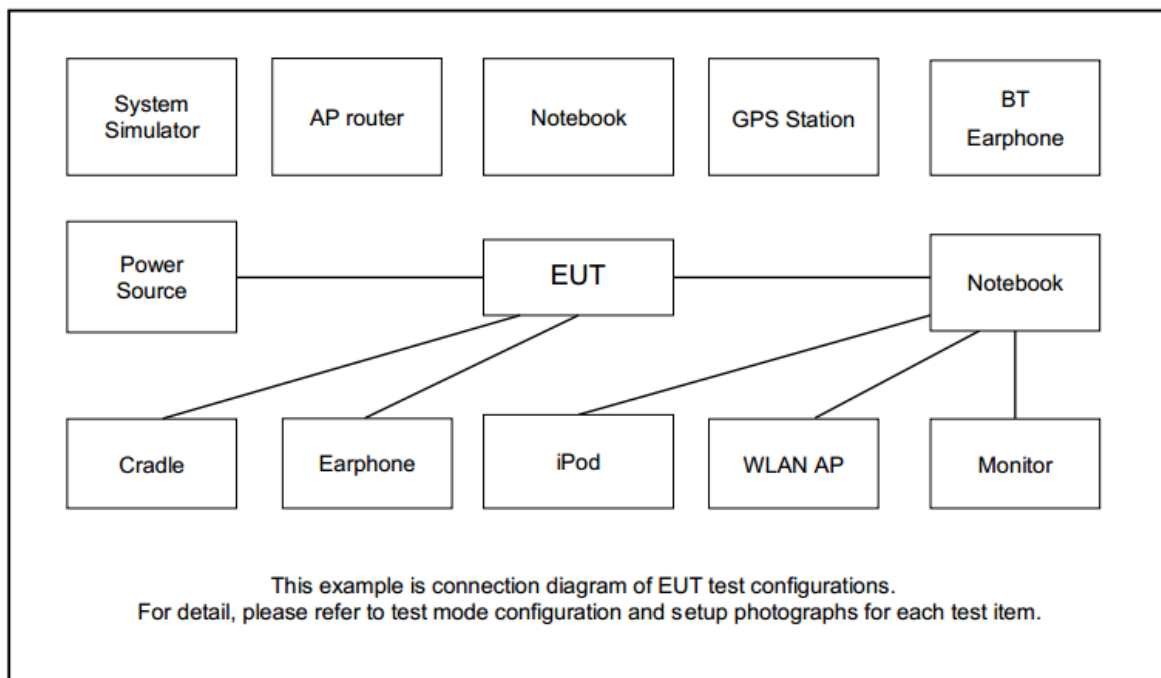 System
Simulator
AP router
Notebook
GPS Station
BT
Earphone
Power
Source
EUT
Notebook
Cradle
Earphone
iPod
WLAN AP
Monitor
This example is connection diagram of EUT test configurations.
For detail, please refer to test mode configuration and setup photographs for each test item.